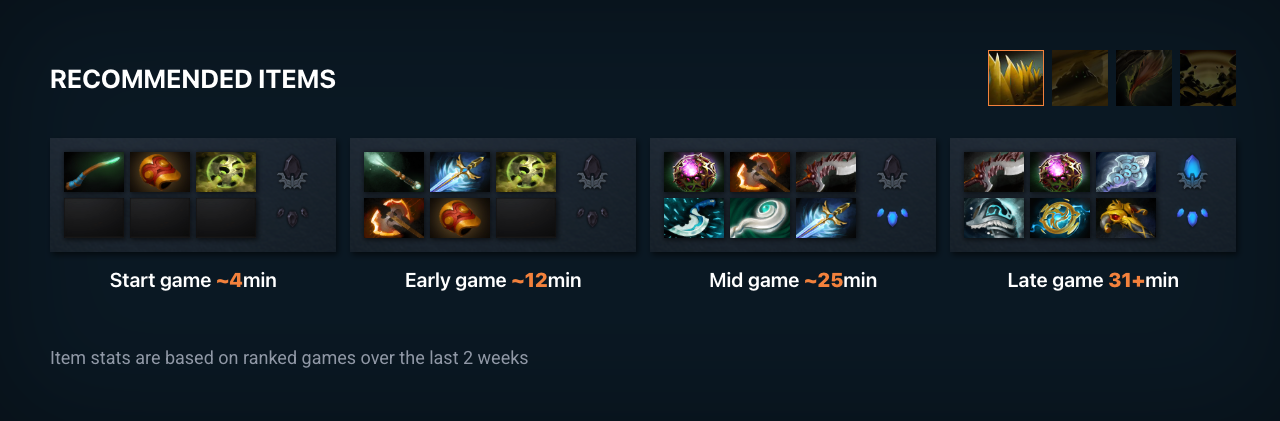 RECOMMENDED ITEMS
Start game ~4min
Early game ~12min
Mid game ~25min
Late game 31+min
Item stats are based on ranked games over the last 2 weeks